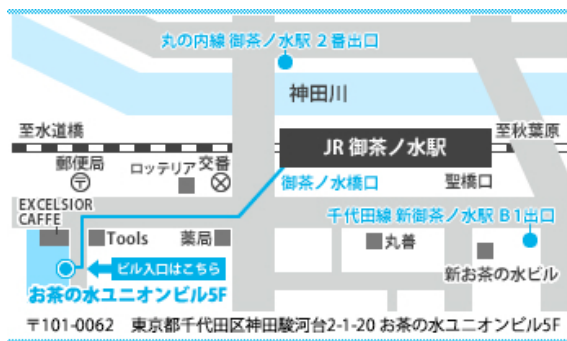 丸の内線 御茶ノ水駅 2番出口
神田川
至水道橋
JR 御茶ノ水駅
至秋葉原
郵便局
ロッテリア
交番
御茶ノ水橋口
聖橋口
EXCELSIOR
CAFFE
千代田線 新御茶ノ水駅 B1出口
Tools
薬局
丸善
ビル入口はこちら
新お茶の水ビル
お茶の水ユニオンビル5F
〒101-0062 東京都千代田区神田駿河台2-1-20 お茶の水ユニオンビル5F